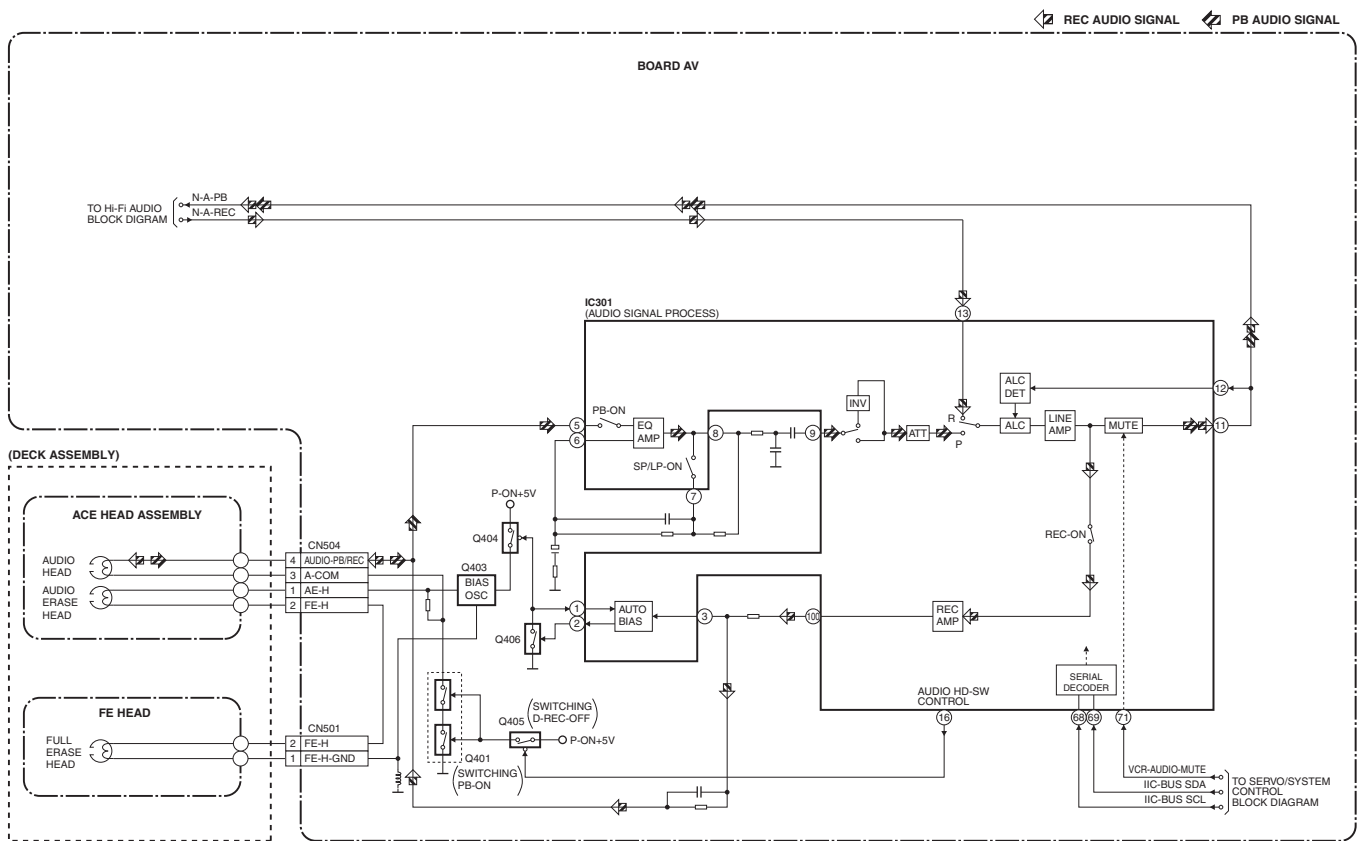 REC AUDIO SIGNAL PB AUDIO SIGNAL
BOARD AV
TO Hi-Fi AUDIO
BLOCK DIGRAM
N-A-PB
N-A-REC
IC301
(AUDIO SIGNAL PROCESS)
13
ALC
DET
12
INV
R
P
ATT
ALC
LINE
AMP
MUTE
11
5
6
PB-ON
EQ
AMP
8
9
SP/LP-ON
7
(DECK ASSEMBLY)
ACE HEAD ASSEMBLY
AUDIO
HEAD
AUDIO
ERASE
HEAD
CN504
4 AUDIO-PB/REC
3 A-COM
1 AE-H
2 FE-H
P-ON+5V
Q404
Q403
BIAS
OSC
Q406
1
2
AUTO
BIAS
3
100
REC
AMP
REC-ON
SERIAL
DECODER
AUDIO HD-SW
CONTROL
16
68
69
71
FE HEAD
FULL
ERASE
HEAD
CN501
2 FE-H
1 FE-H-GND
Q405
(SWITCHING
D-REC-OFF)
P-ON+5V
Q401
(SWITCHING
PB-ON)
VCR-AUDIO-MUTE
IIC-BUS SDA
IIC-BUS SCL
TO SERVO/SYSTEM
CONTROL
BLOCK DIAGRAM